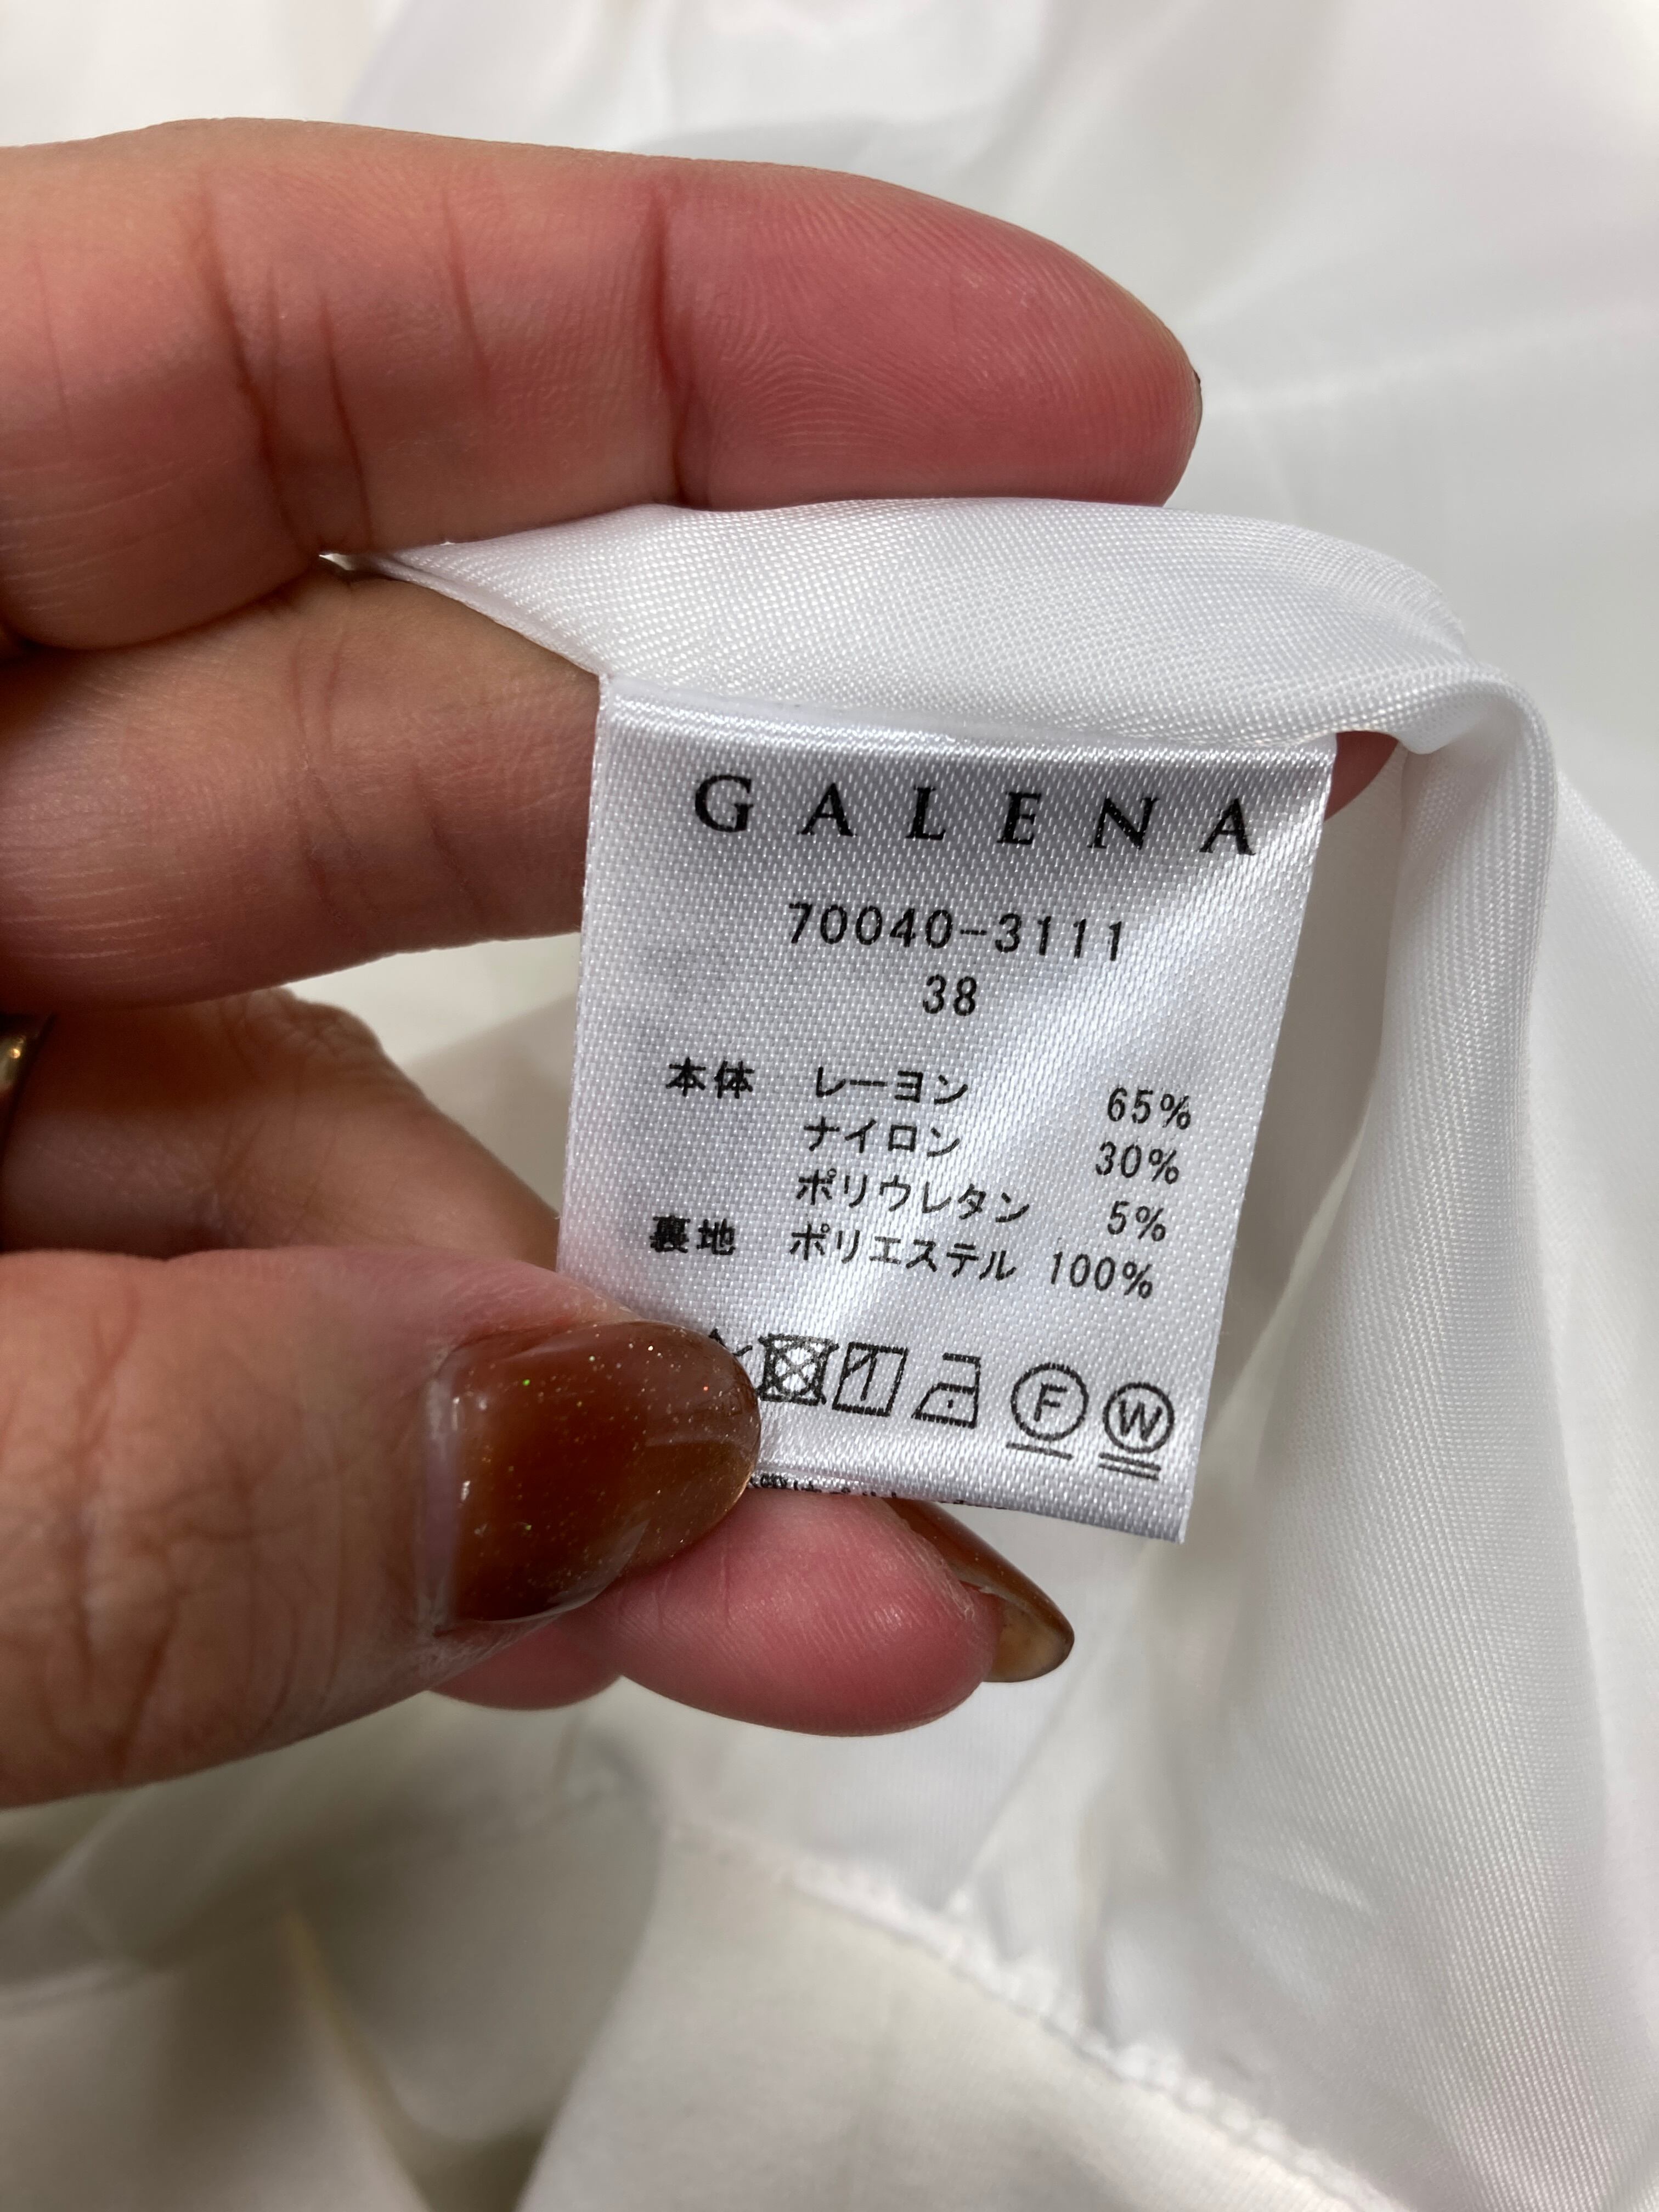 GALENA
70040-3111
38
本体 レーヨン 65%
ナイロン 30%
ポリウレタン 5%
裏地 ポリエステル 100%
F W